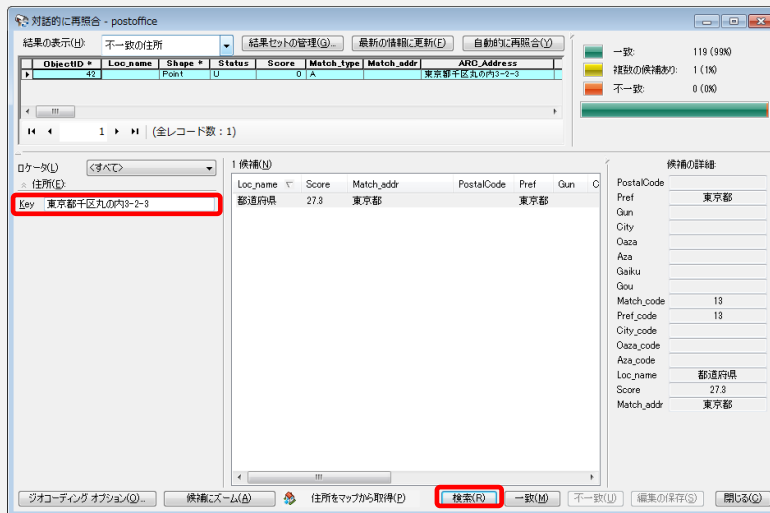 対話的に再照合 - postoffice
結果の表示(H): 不一致の住所 結果セットの管理(G)... 最新の情報に更新(F) 自動的に再照合(Y)
ObjectID * Loc_name Shape * Status Score Match_type Match_addr ARC_Address
42 Point U 0 A 東京都千区丸の内3-2-3
1 (全レコード数 : 1)
一致: 119 (99%)
複数の候補あり: 1 (1%)
不一致: 0 (0%)
ロケータ(L) <すべて>
住所(E):
Key 東京都千区丸の内3-2-3
1 候補(N)
Loc_name Score Match_addr PostalCode Pref Gun C
都道府県 27.3 東京都 東京都
候補の詳細:
PostalCode
Pref 東京都
Gun
City
Oaza
Aza
Gaiku
Gou
Match_code 13
Pref_code 13
City_code
Oaza_code
Aza_code
Loc_name 都道府県
Score 27.3
Match_addr 東京都
ジオコーディング オプション(O)... 候補にズーム(A) 住所をマップから取得(P) 検索(R) 一致(M) 不一致(U) 編集の保存(S) 閉じる(C)